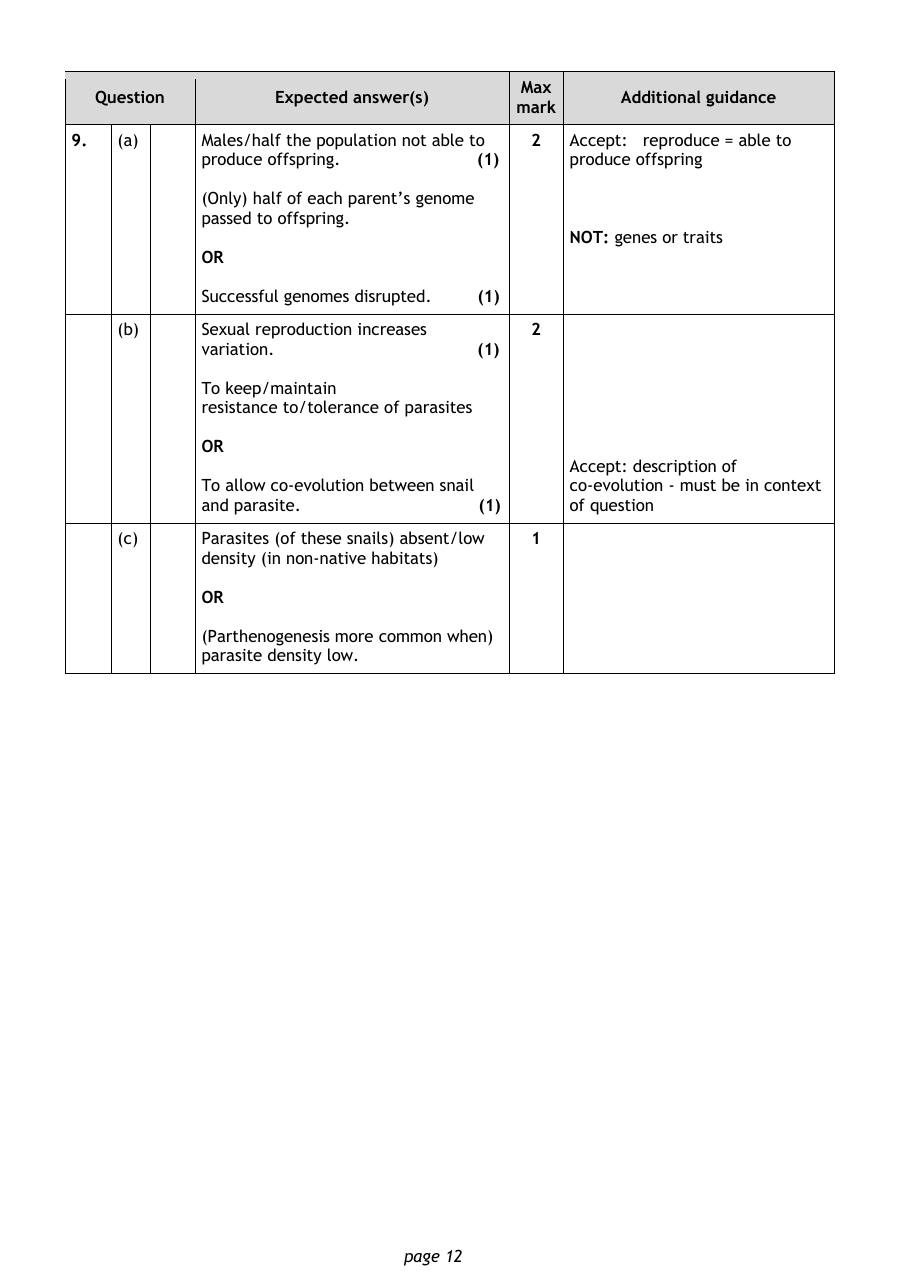 Question Expected answer(s) Max mark Additional guidance
9. (a) Males/half the population not able to 2 Accept: reproduce = able to
produce offspring. (1) produce offspring
(Only) half of each parent’s genome
passed to offspring.
NOT: genes or traits
OR
Successful genomes disrupted. (1)
(b) Sexual reproduction increases 2
variation. (1)
To keep/maintain
resistance to/tolerance of parasites
OR
Accept: description of
To allow co-evolution between snail co-evolution - must be in context
and parasite. (1) of question
(c) Parasites (of these snails) absent/low 1
density (in non-native habitats)
OR
(Parthenogenesis more common when)
parasite density low.
page 12